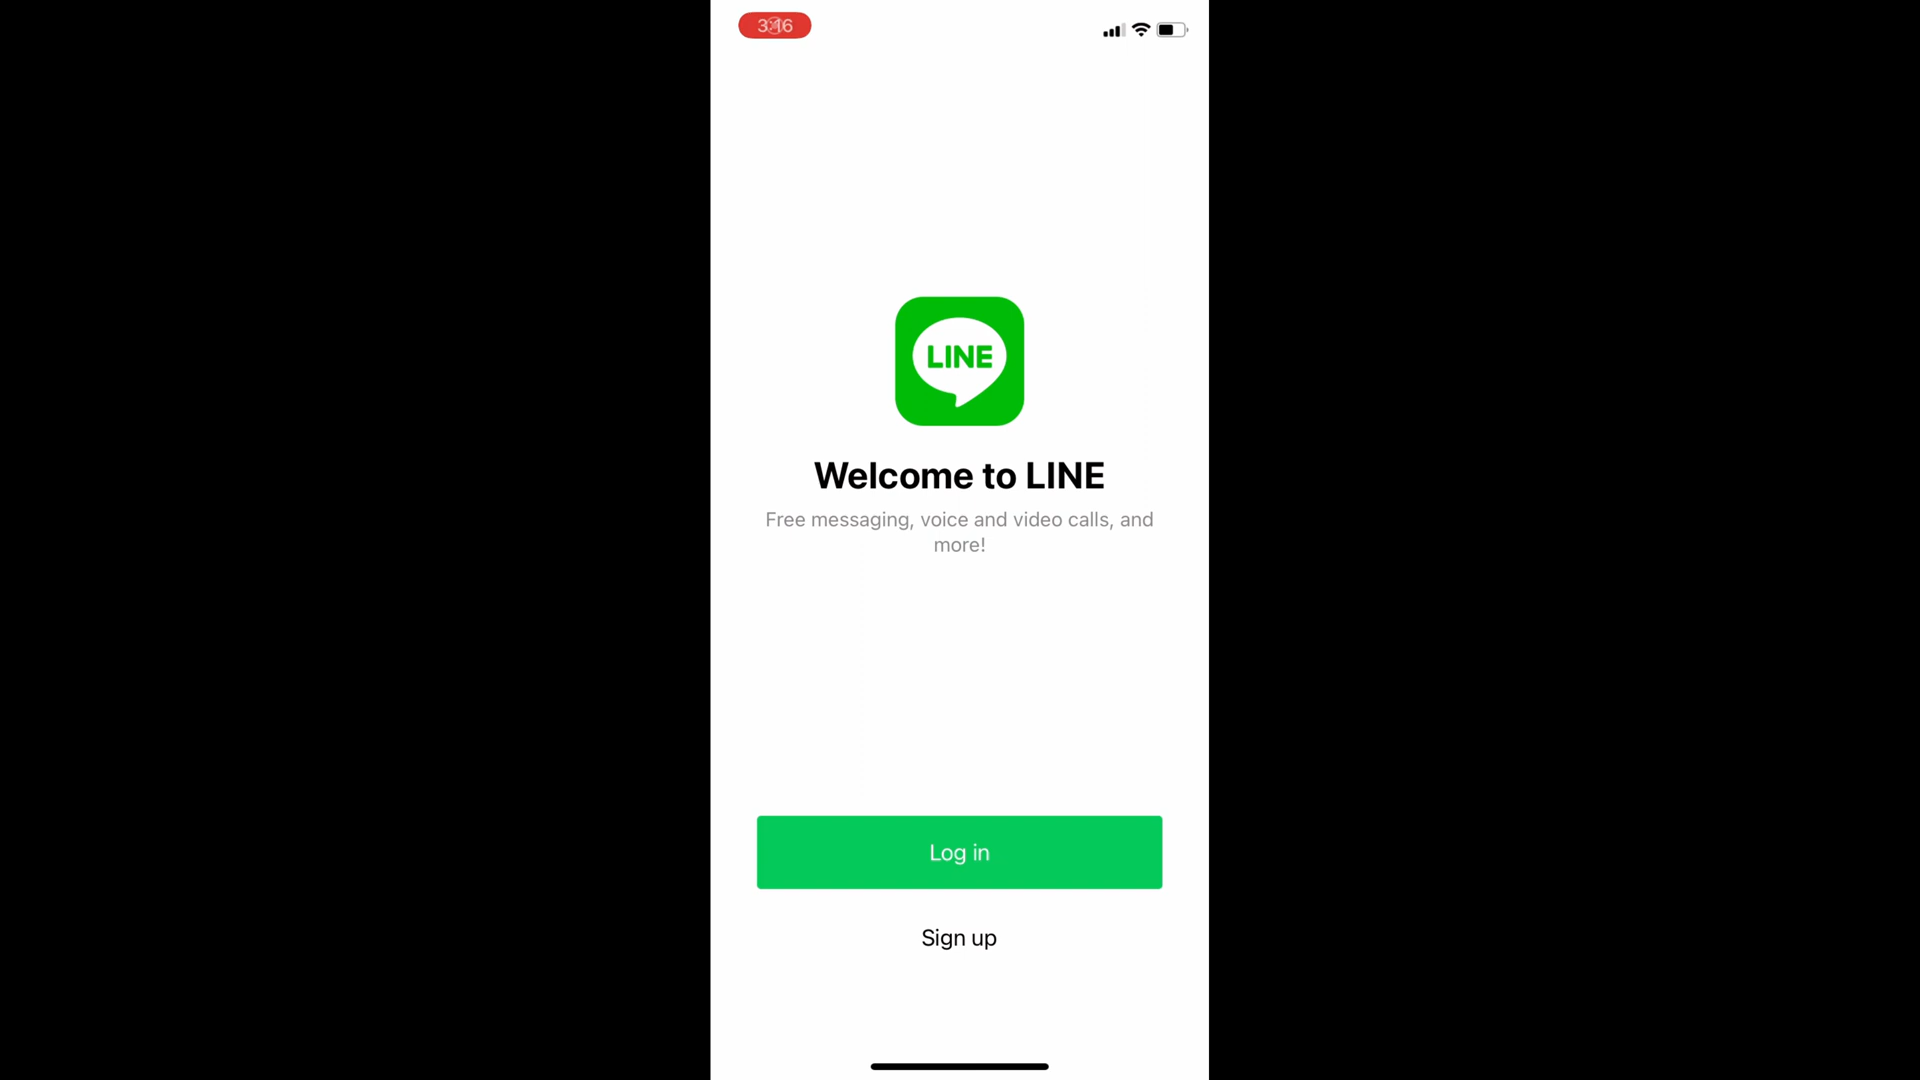 3:16
LINE
Welcome to LINE
Free messaging, voice and video calls, and
more!
Log in
Sign up